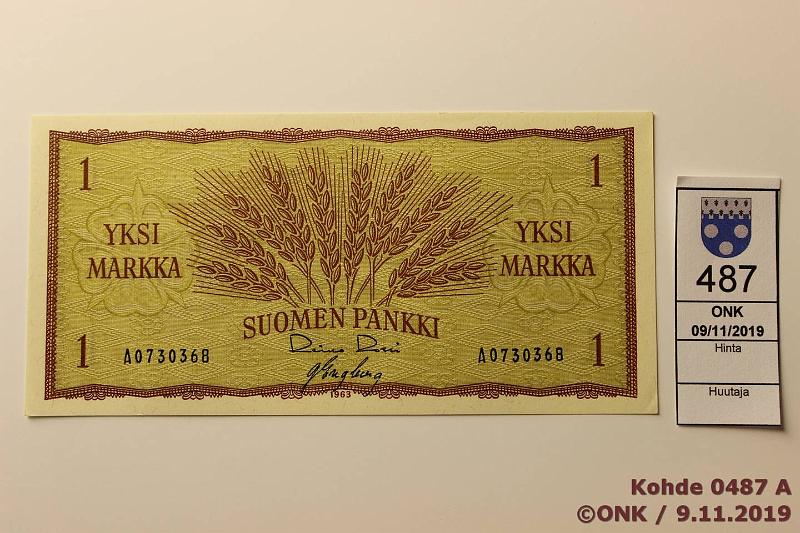 1
1
YKSI
MARKKA
YKSI
MARKKA
SUOMEN PANKKI
1
A0730368
A0730368
1
1963
487
ONK
09/11/2019
Hinta
Huutaja
Kohde 0487 A
©ONK / 9.11.2019